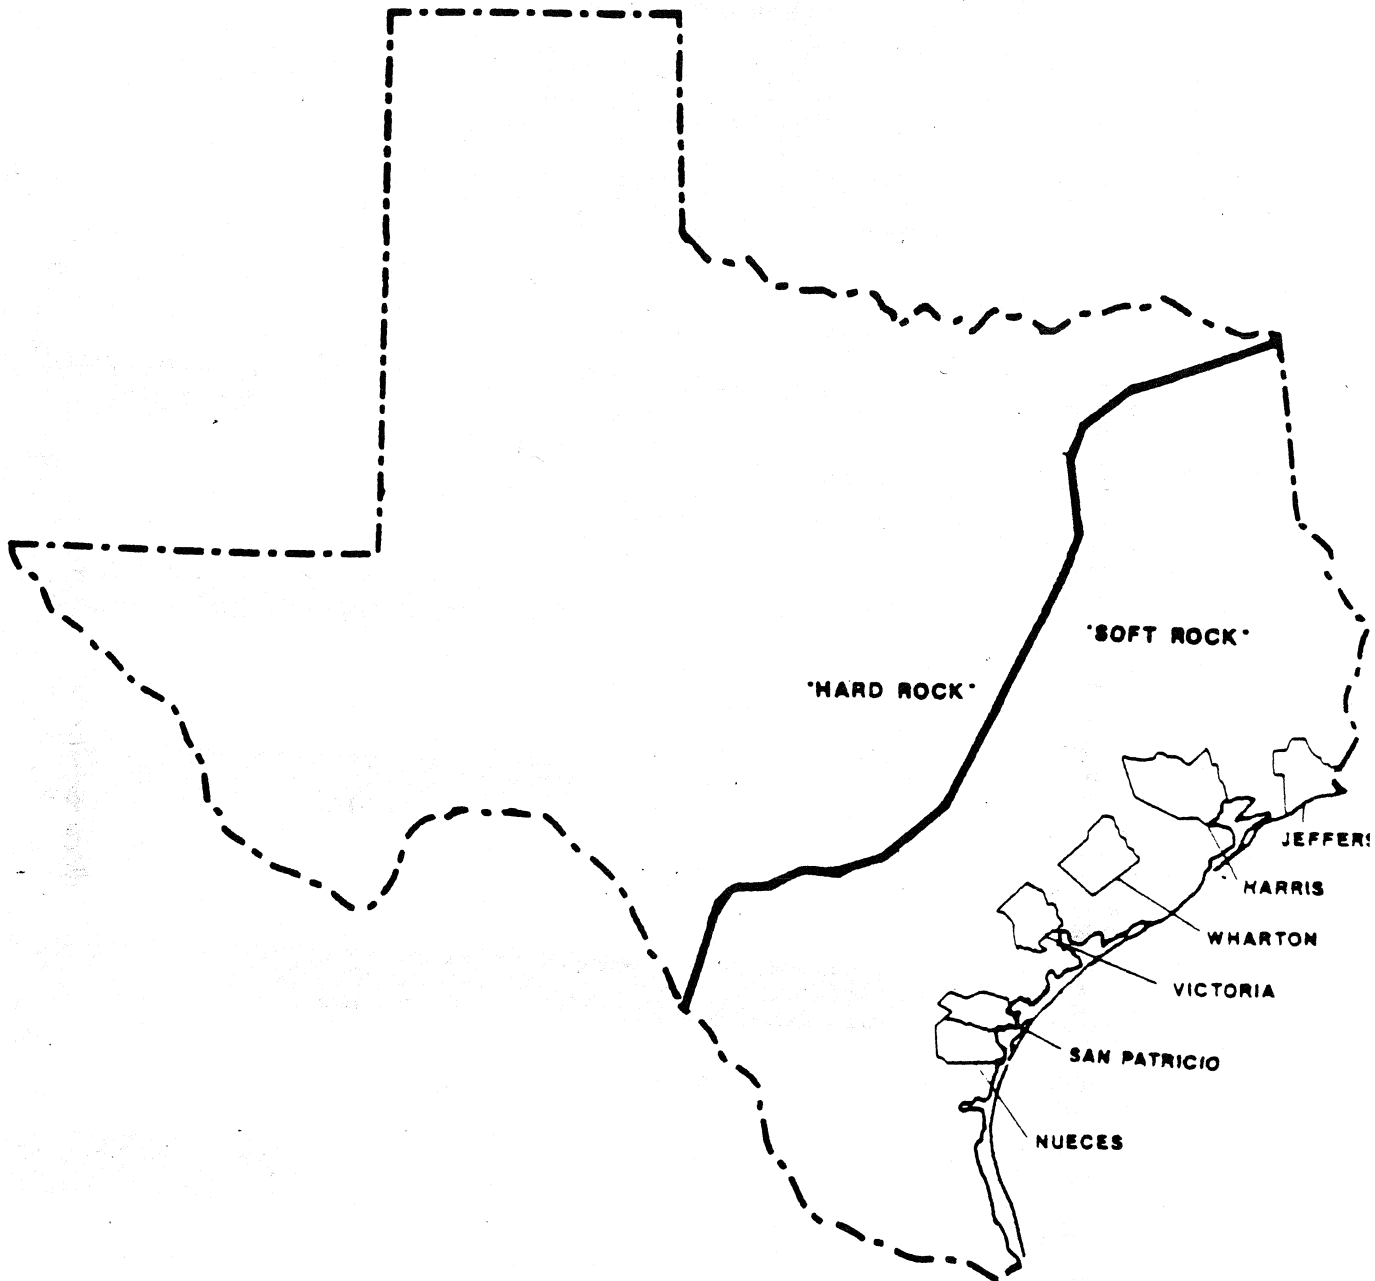 "SOFT ROCK"
"HARD ROCK"
JEFFERS
HARRIS
WHARTON
VICTORIA
SAN PATRICIO
NUECES